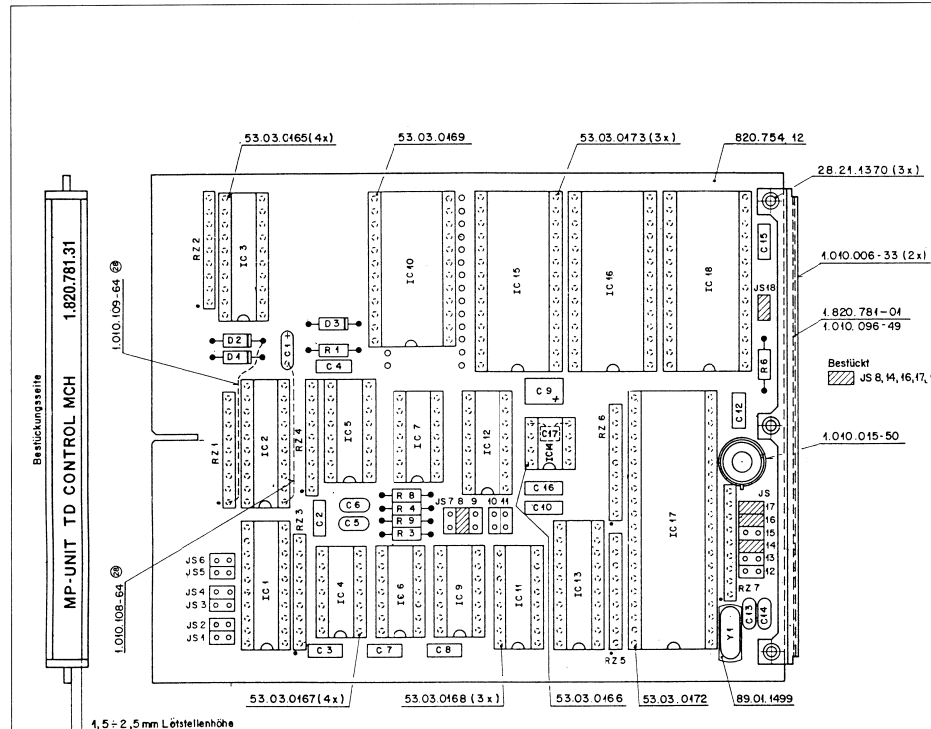 53.03.0165 (4x)
53.03.0169
53.03.0173 (3x)
820.754.12
28.21.1370 (3x)
1.010.006-33 (2x)
1.820.781-01
1.010.096-49
Bestückt
JS 8, 14, 16, 17,
1.010.015-50
Bestückungsseite
MP-UNIT TD CONTROL MCH 1.820.781.31
1.010.109-64 28
1.010.108-64 28
RZ 2
IC 3
IC 10
IC 15
IC 16
IC 18
C 15
JS 18
R 6
D 2
D 1
C 1 +
D 3
R 1
C 4
C 9 +
C 12
RZ 1
IC 2
RZ 4
IC 5
IC 7
IC 12
C 17
IC 14
RZ 6
IC 17
C 16
C 10
RZ 3
C 2
C 6
C 5
R 8
R 4
R 9
R 3
JS 7 8 9 10 11
JS
17
16
15
14
13
12
RZ 7
JS 6
JS 5
JS 4
JS 3
JS 2
JS 1
IC 1
IC 4
IC 6
IC 9
IC 11
IC 13
C 3
C 7
C 8
RZ 5
Y 1
C 13
C 14
53.03.0167 (4x)
53.03.0168 (3x)
53.03.0166
53.03.0172
89.01.1499
1,5÷2,5 mm Lötstellenhöhe